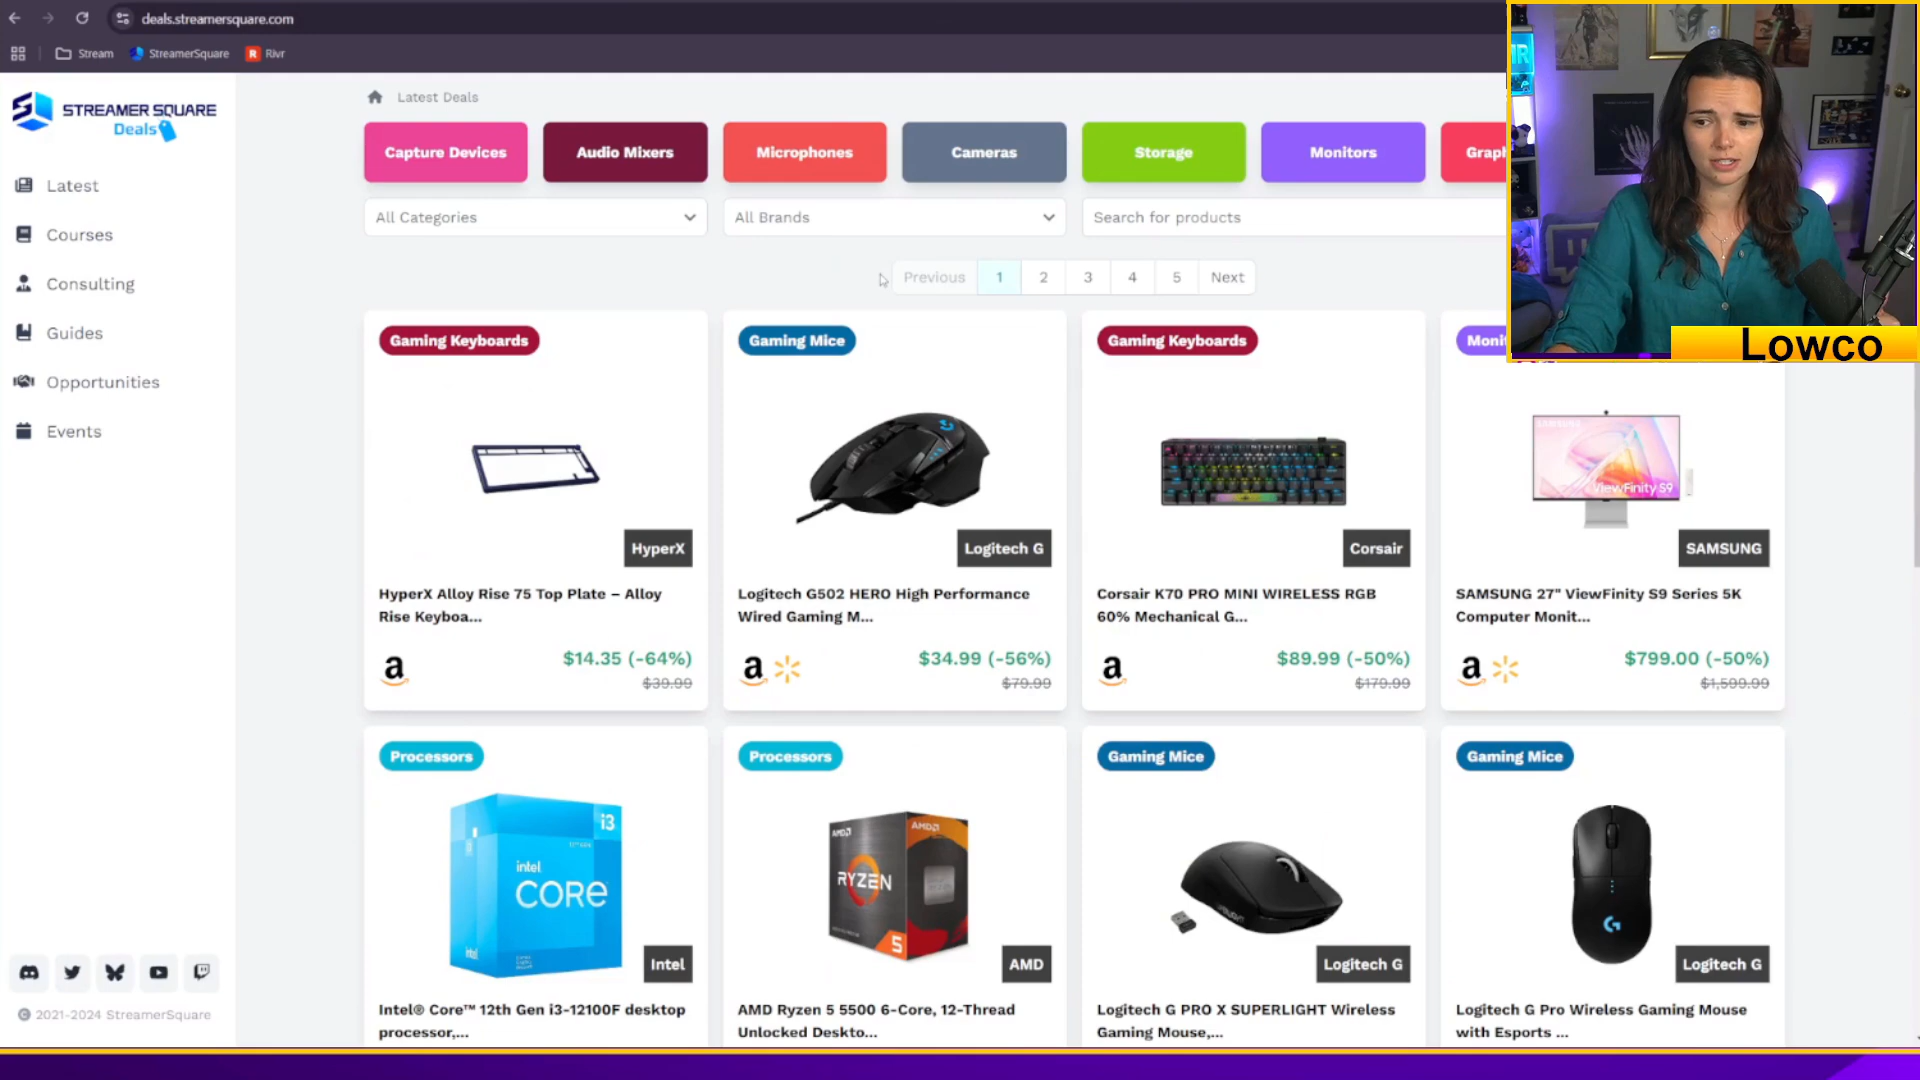 deals.streamersquare.com
Stream
StreamerSquare
R Rivr
STREAMER SQUARE
Deals
Latest
Courses
Consulting
Guides
Opportunities
Events
© 2021-2024 StreamerSquare
Latest Deals
Capture Devices
Audio Mixers
Microphones
Cameras
Storage
Monitors
Graph
All Categories
All Brands
Search for products
Previous 1 2 3 4 5 Next
Lowco
Gaming Keyboards
HyperX
HyperX Alloy Rise 75 Top Plate – Alloy
Rise Keyboa...
a
$14.35 (-64%)
$39.99
Gaming Mice
Logitech G
Logitech G502 HERO High Performance
Wired Gaming M...
a
$34.99 (-56%)
$79.99
Gaming Keyboards
Corsair
Corsair K70 PRO MINI WIRELESS RGB
60% Mechanical G...
a
$89.99 (-50%)
$179.99
Moni
SAMSUNG
ViewFinity S9
SAMSUNG
SAMSUNG 27" ViewFinity S9 Series 5K
Computer Monit...
a
$799.00 (-50%)
$1,599.99
Processors
i3
intel
CORE
intel
Intel
Intel® Core™ 12th Gen i3-12100F desktop
processor,...
Processors
AMD
AMD
RYZEN
5
AMD
AMD Ryzen 5 5500 6-Core, 12-Thread
Unlocked Deskto...
Gaming Mice
Logitech G
Logitech G PRO X SUPERLIGHT Wireless
Gaming Mouse,...
Gaming Mice
G
Logitech G
Logitech G Pro Wireless Gaming Mouse
with Esports ...